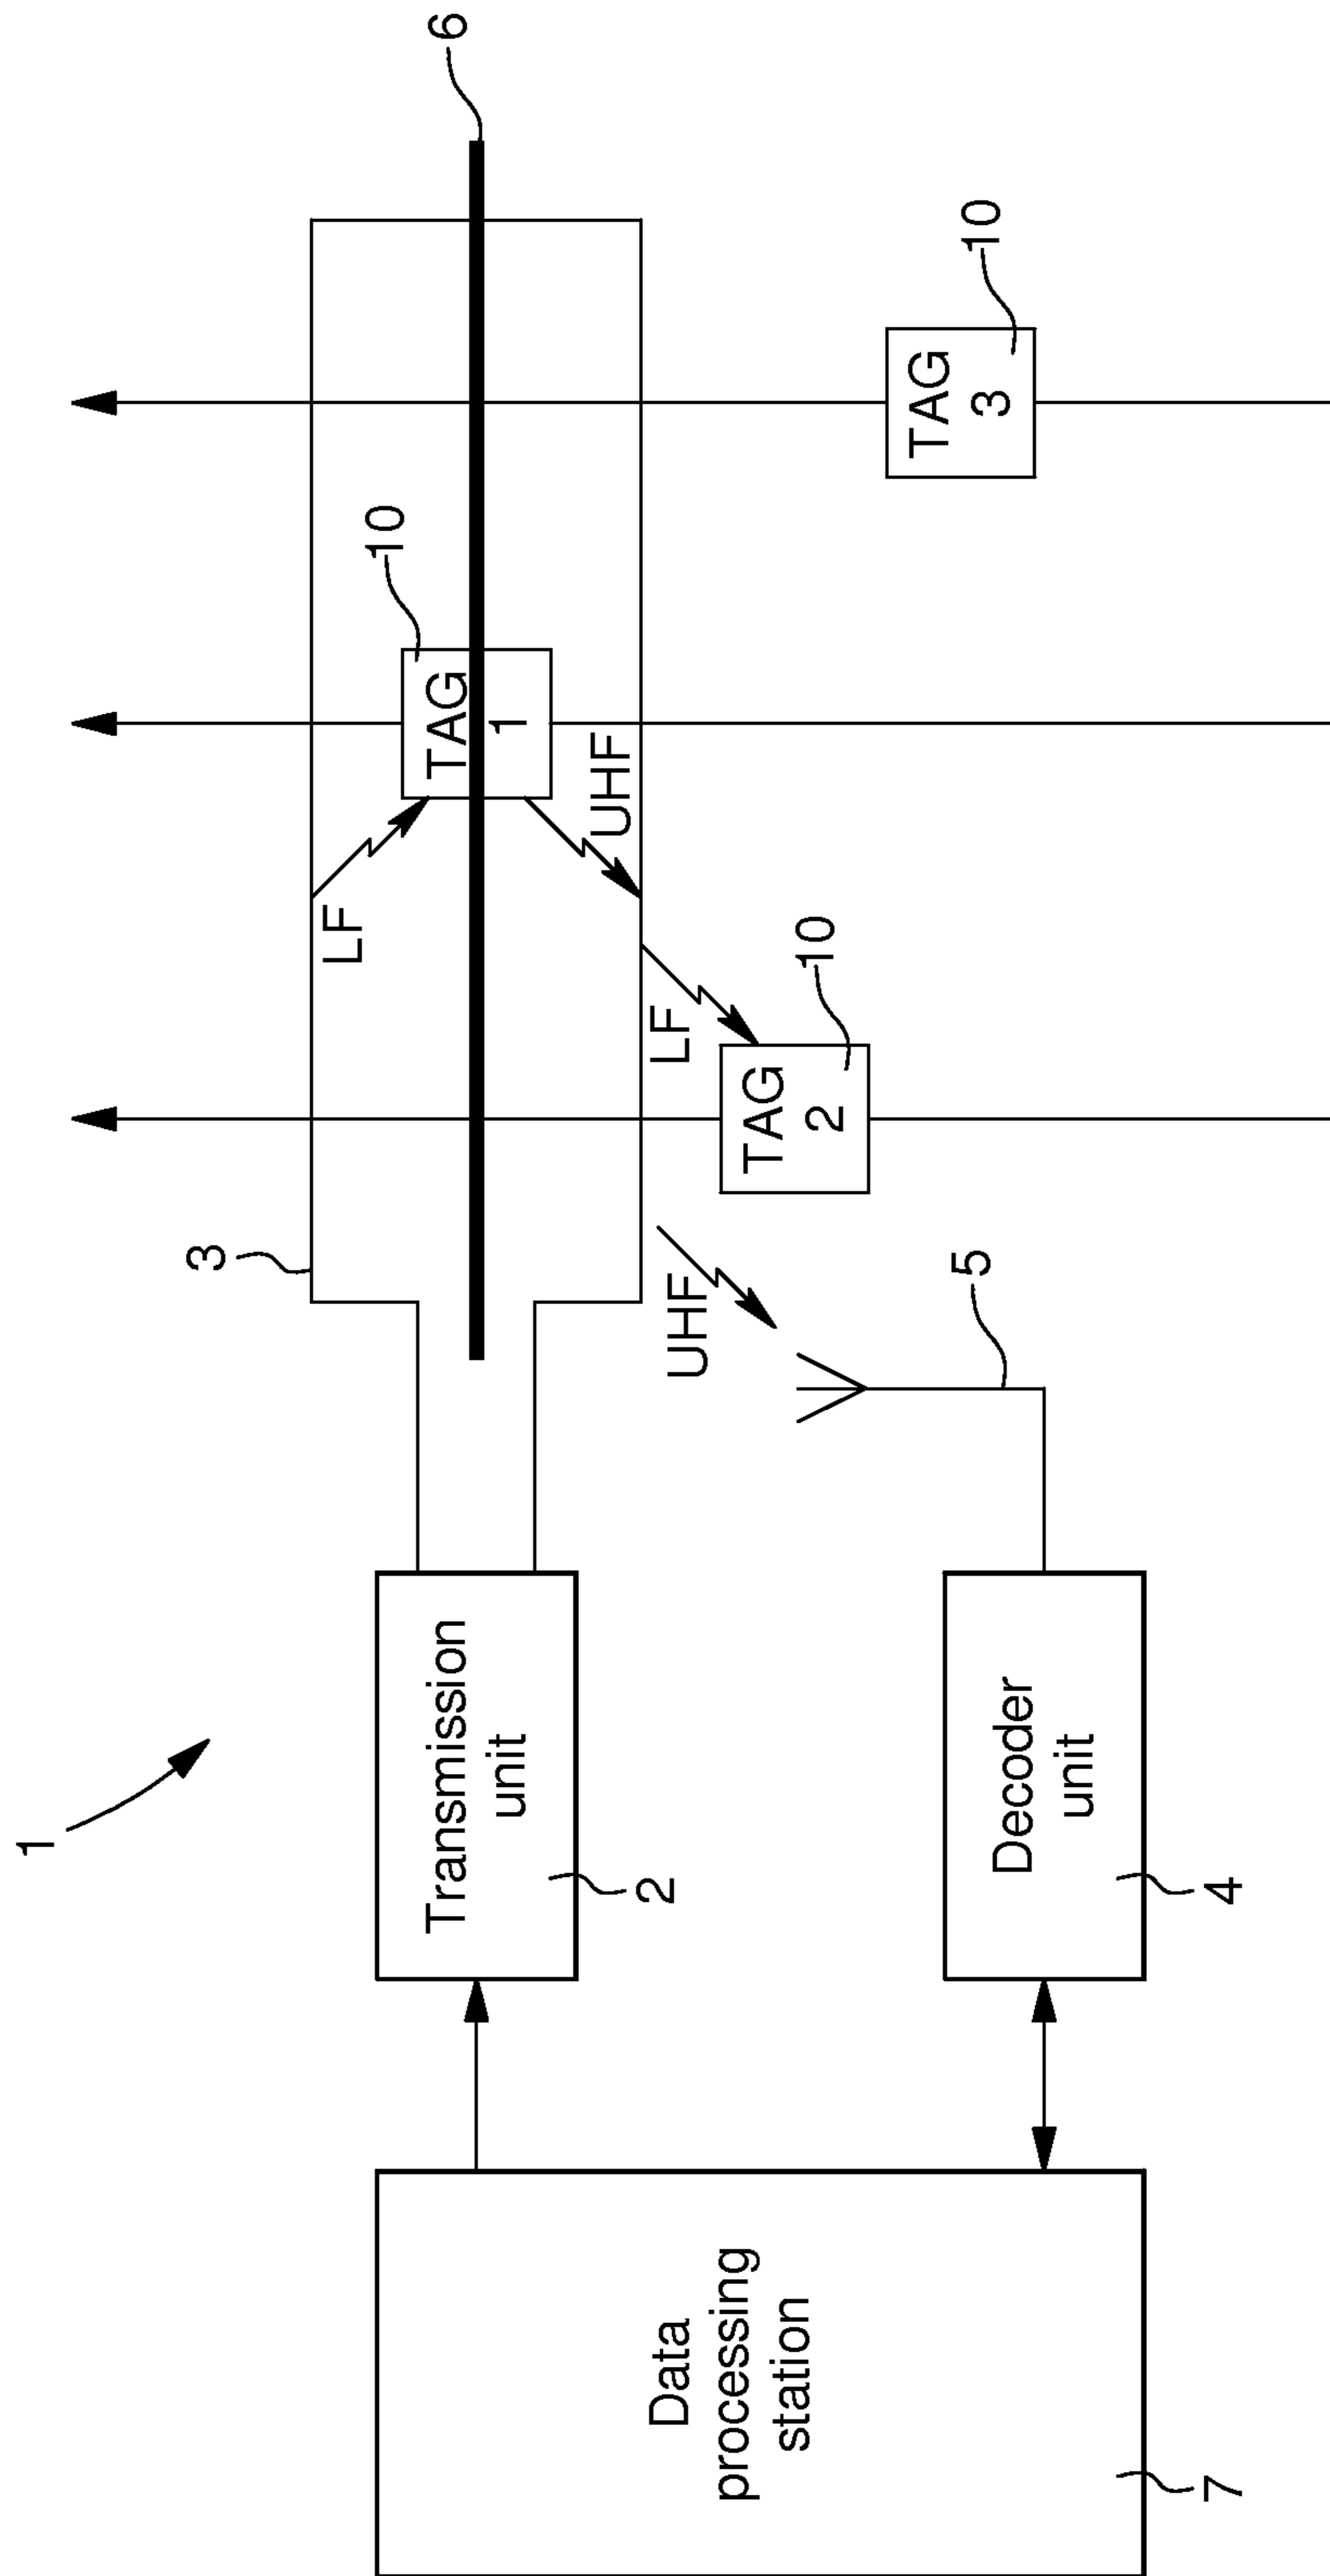 1
3
10
6
LF
TAG
1
Transmission
unit
2
UHF
LF
10
TAG
2
10
TAG
3
UHF
5
Data
processing
station
7
Decoder
unit
4